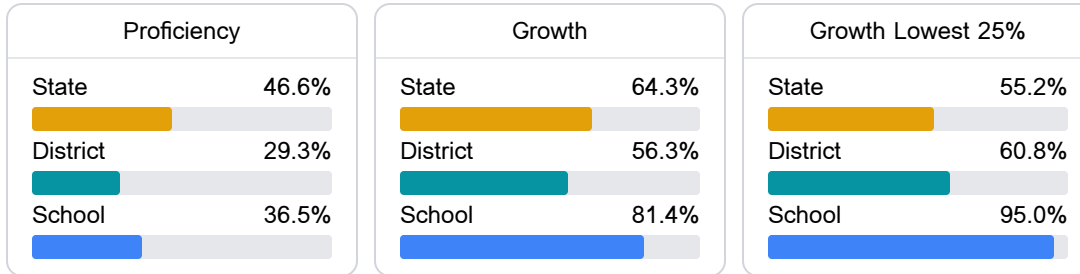 Proficiency
State 46.6%
District 29.3%
School 36.5%
Growth
State 64.3%
District 56.3%
School 81.4%
Growth Lowest 25%
State 55.2%
District 60.8%
School 95.0%